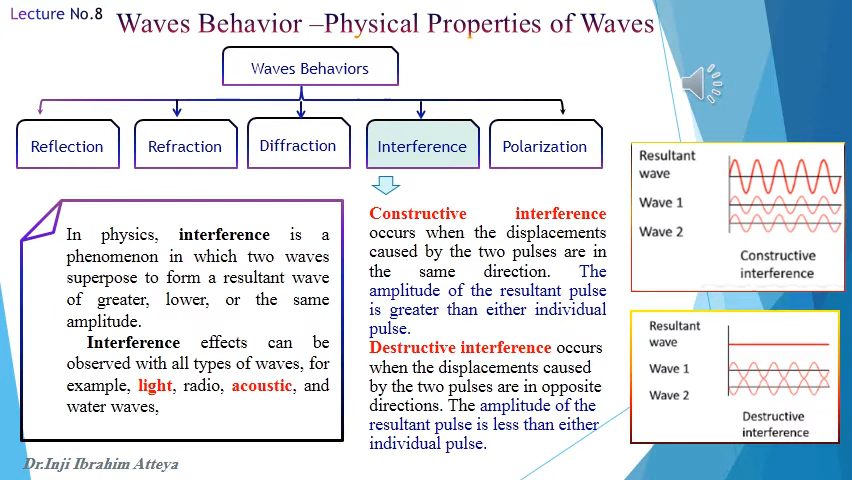 Lecture No.8
Waves Behavior –Physical Properties of Waves
Waves Behaviors
Reflection
Refraction
Diffraction
Interference
Polarization
In physics, interference is a
phenomenon in which two waves
superpose to form a resultant wave
of greater, lower, or the same
amplitude.
Interference effects can be
observed with all types of waves, for
example, light, radio, acoustic, and
water waves,
Constructive interference
occurs when the displacements
caused by the two pulses are in
the same direction. The
amplitude of the resultant pulse
is greater than either individual
pulse.
Destructive interference occurs
when the displacements caused
by the two pulses are in opposite
directions. The amplitude of the
resultant pulse is less than either
individual pulse.
Resultant
wave
Wave 1
Wave 2
Constructive
interference
Resultant
wave
Wave 1
Wave 2
Destructive
interference
Dr.Inji Ibrahim Atteya